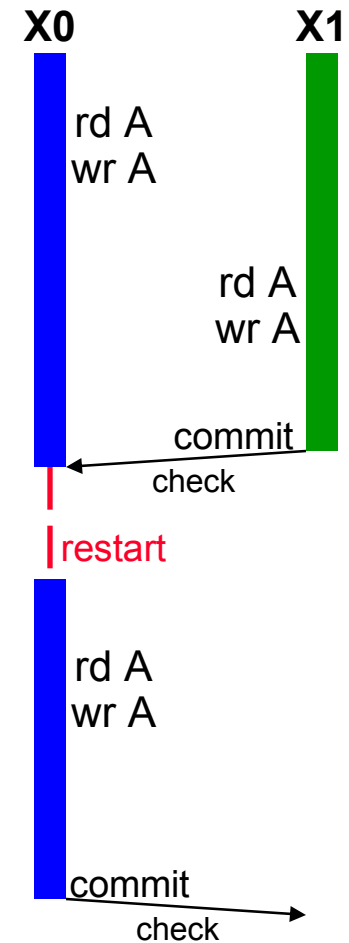 X0 X1
rd A
wr A
rd A
wr A
commit
check
restart
rd A
wr A
commit
check